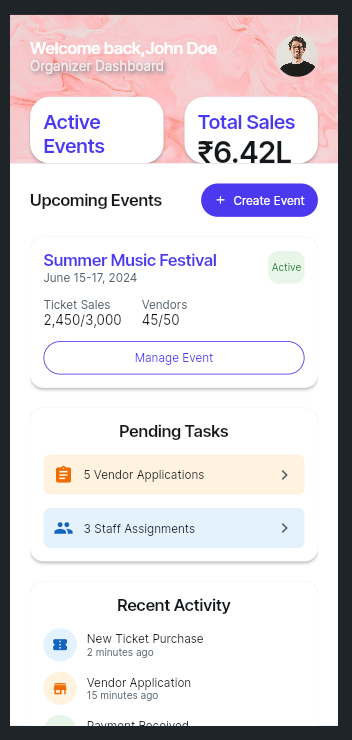 Welcome back,John Doe
Organizer Dashboard
Active
Events
Total Sales
₹6.42L
Upcoming Events
+ Create Event
Summer Music Festival
June 15-17, 2024
Active
Ticket Sales
Vendors
2,450/3,000
45/50
Manage Event
Pending Tasks
5 Vendor Applications
3 Staff Assignments
Recent Activity
New Ticket Purchase
2 minutes ago
Vendor Application
15 minutes ago
Payment Received